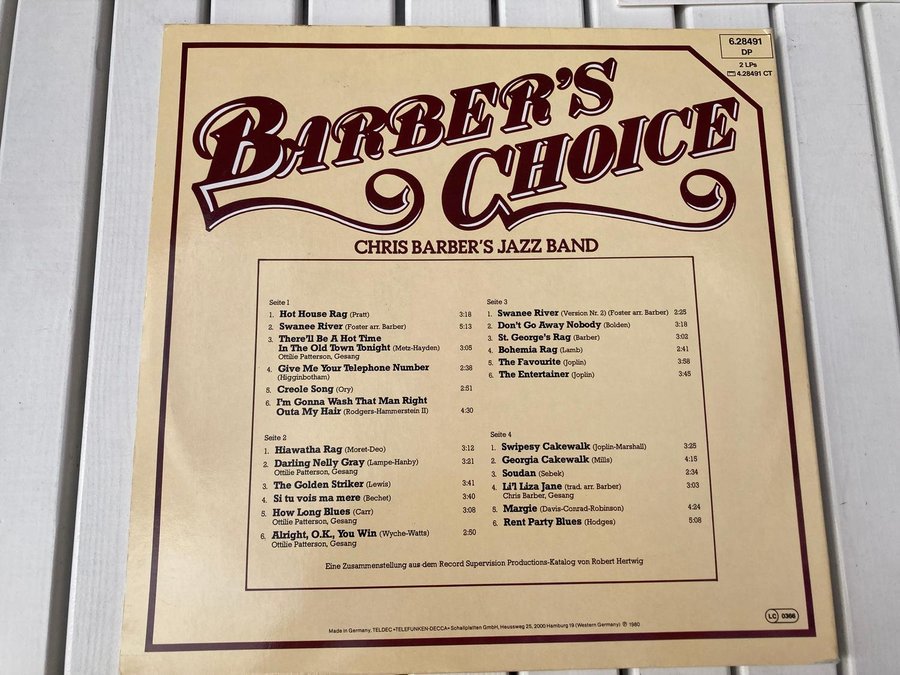 6.28491
DP
2 LPs
4.28491 CT
BARBER'S
CHOICE
CHRIS BARBER'S JAZZ BAND
Seite 1
1. Hot House Rag (Pratt) 3:18
2. Swanee River (Foster arr. Barber) 5:13
3. There'll Be A Hot Time
In The Old Town Tonight (Metz-Hayden) 3:05
Ottilie Patterson, Gesang
4. Give Me Your Telephone Number 2:38
(Higginbotham)
5. Creole Song (Ory) 2:51
6. I'm Gonna Wash That Man Right
Outa My Hair (Rodgers-Hammerstein II) 4:30
Seite 2
1. Hiawatha Rag (Moret-Deo) 3:12
2. Darling Nelly Gray (Lampe-Hanby) 3:21
Ottilie Patterson, Gesang
3. The Golden Striker (Lewis) 3:41
4. Si tu vois ma mere (Bechet) 3:40
5. How Long Blues (Carr) 3:08
Ottilie Patterson, Gesang
6. Alright, O.K., You Win (Wyche-Watts) 2:50
Ottilie Patterson, Gesang
Seite 3
1. Swanee River (Version Nr. 2) (Foster arr. Barber) 2:25
2. Don't Go Away Nobody (Bolden) 3:18
3. St. George's Rag (Barber) 3:02
4. Bohemia Rag (Lamb) 2:41
5. The Favourite (Joplin) 3:58
6. The Entertainer (Joplin) 3:45
Seite 4
1. Swipesy Cakewalk (Joplin-Marshall) 3:25
2. Georgia Cakewalk (Mills) 4:15
3. Soudan (Sebek) 2:34
4. Li'l Liza Jane (trad. arr. Barber) 3:03
Chris Barber, Gesang
5. Margie (Davis-Conrad-Robinson) 4:24
6. Rent Party Blues (Hodges) 5:08
Eine Zusammenstellung aus dem Record Supervision Productions-Katalog von Robert Hertwig
LC 0366
Made in Germany, TELDEC »TELEFUNKEN-DECCA« Schallplatten GmbH, Heussweg 25, 2000 Hamburg 19 (Western Germany) ℗ 1980